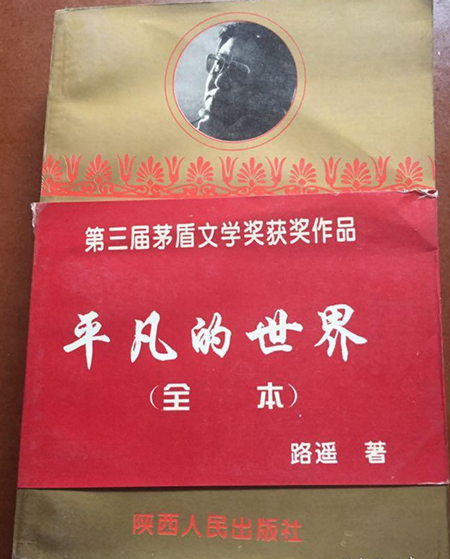 第三届茅盾文学奖获奖作品
平凡的世界
(全 本)
路遥 著
陕西人民出版社